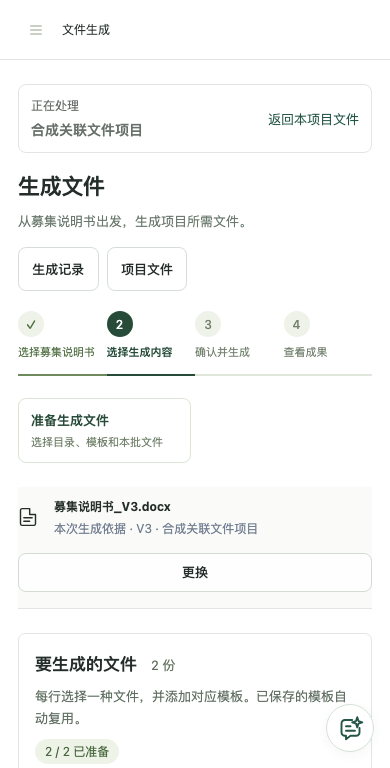 文件生成
正在处理
合成关联文件项目
返回本项目文件
生成文件
从募集说明书出发，生成项目所需文件。
生成记录
项目文件
2
3
4
选择募集说明书
选择生成内容
确认并生成
查看成果
准备生成文件
选择目录、模板和本批文件
募集说明书_V3.docx
本次生成依据 · V3 · 合成关联文件项目
更换
要生成的文件 2 份
每行选择一种文件，并添加对应模板。已保存的模板自
动复用。
2 / 2 已准备